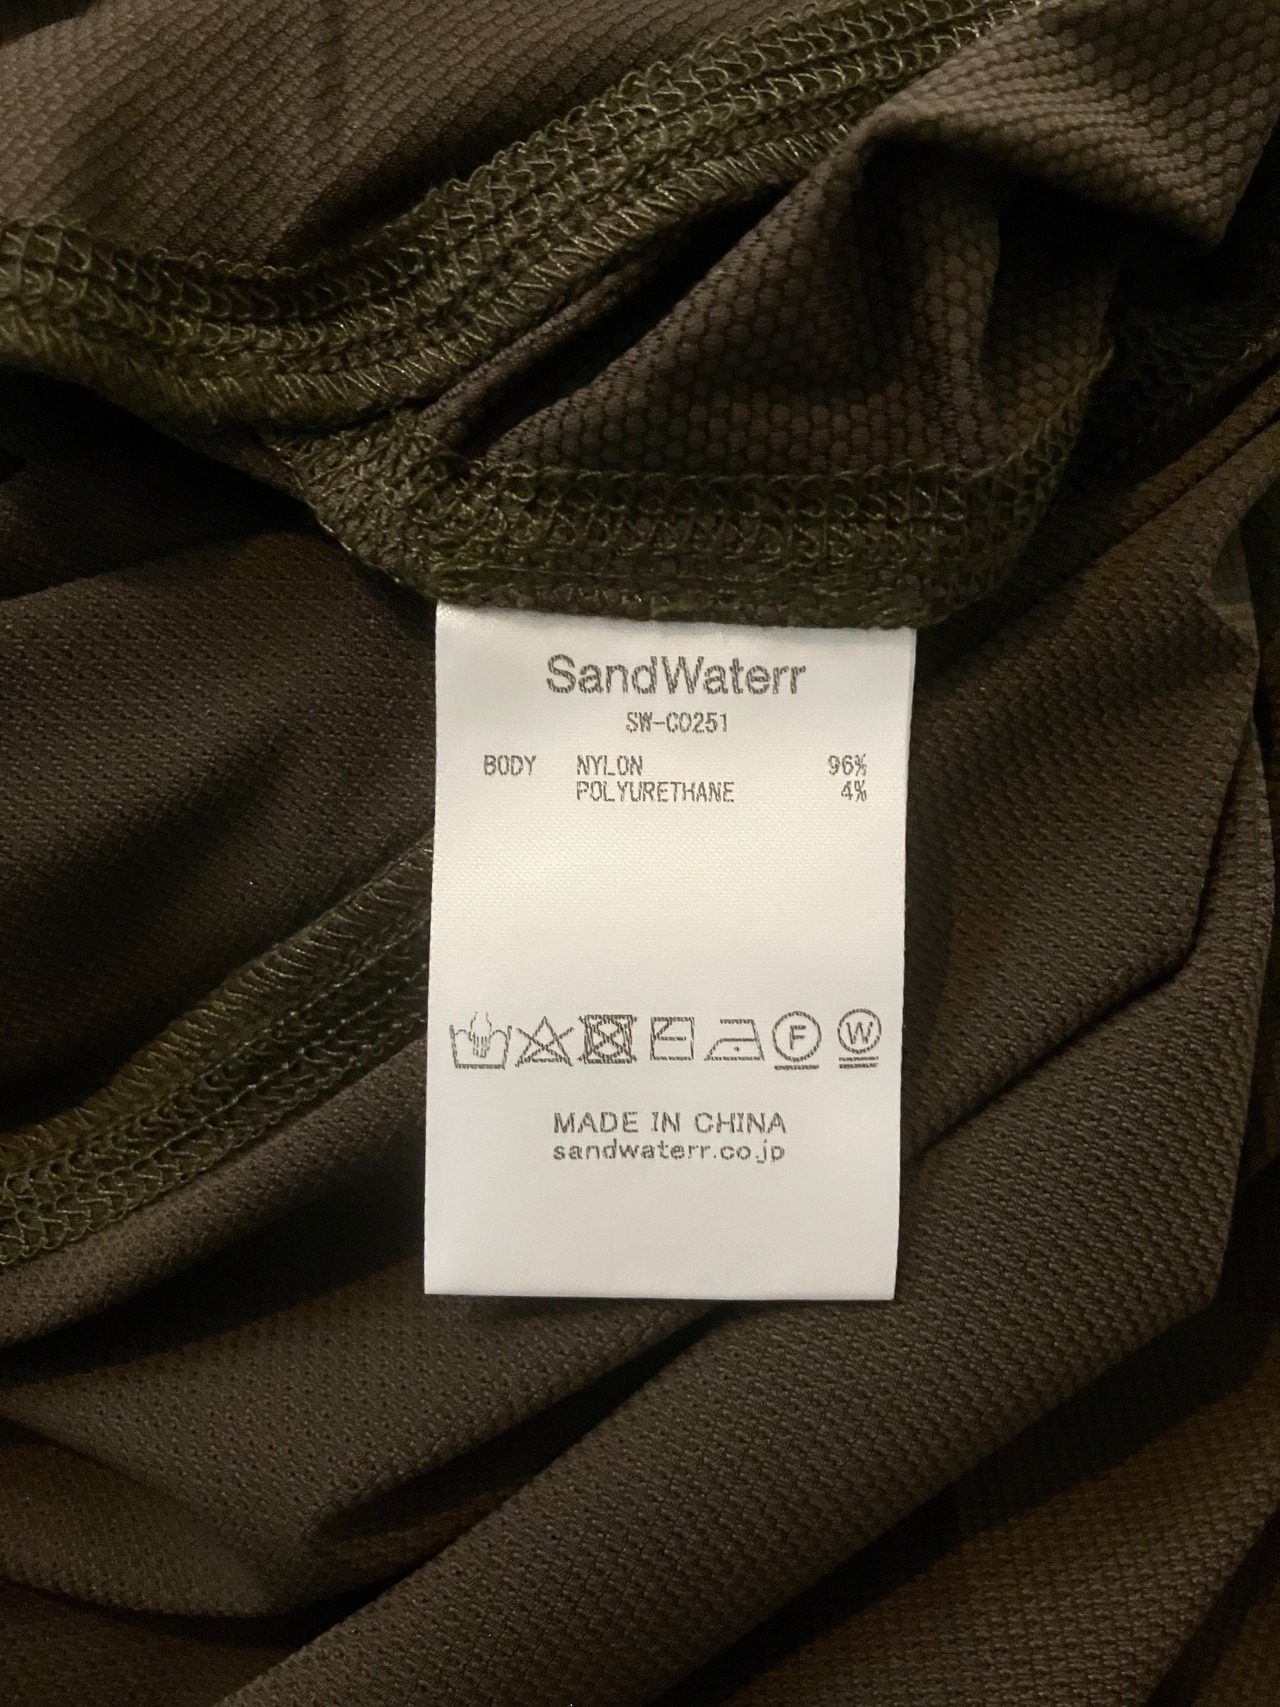 SandWaterr
SW-C0251
BODY NYLON 96%
POLYURETHANE 4%
F W
MADE IN CHINA
sandwaterr.co.jp